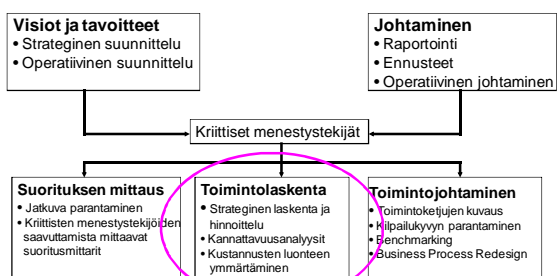 Visiot ja tavoitteet
• Strateginen suunnittelu
• Operatiivinen suunnittelu
Johtaminen
• Raportointi
• Ennusteet
• Operatiivinen johtaminen
Kriittiset menestystekijät
Suorituksen mittaus
• Jatkuva parantaminen
• Kriittisten menestystekijöiden
saavuttamista mittaavat
suoritusmittarit
Toimintolaskenta
• Strateginen laskenta ja
hinnoittelu
• Kannattavuusanalyysit
• Kustannusten luonteen
ymmärtäminen
Toimintojohtaminen
• Toimintoketjujen kuvaus
• Kilpailukyvyn parantaminen
• Benchmarking
• Business Process Redesign